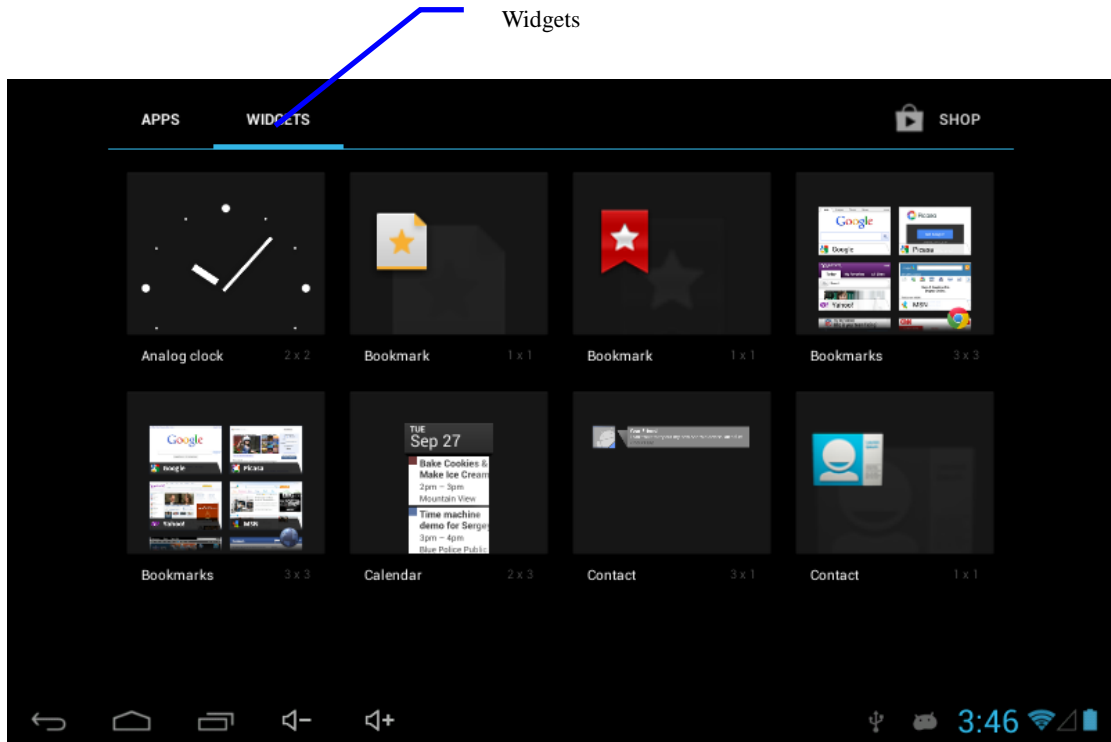 Widgets
APPS
WIDGETS
SHOP
Google
Google
Picasa
Picasa
Yahoo!
MSN
Analog clock
2 x 2
Bookmark
1 x 1
Bookmark
1 x 1
Bookmarks
3 x 3
Google
Google
Picasa
Yahoo!
MSN
TUE
Sep 27
Bake Cookies &
Make Ice Cream
2pm – 3pm
Mountain View
Time machine
demo for Sergey
3pm – 4pm
Blue Police Public
Bookmarks
3 x 3
Calendar
2 x 3
Contact
3 x 1
Contact
1 x 1
3:46